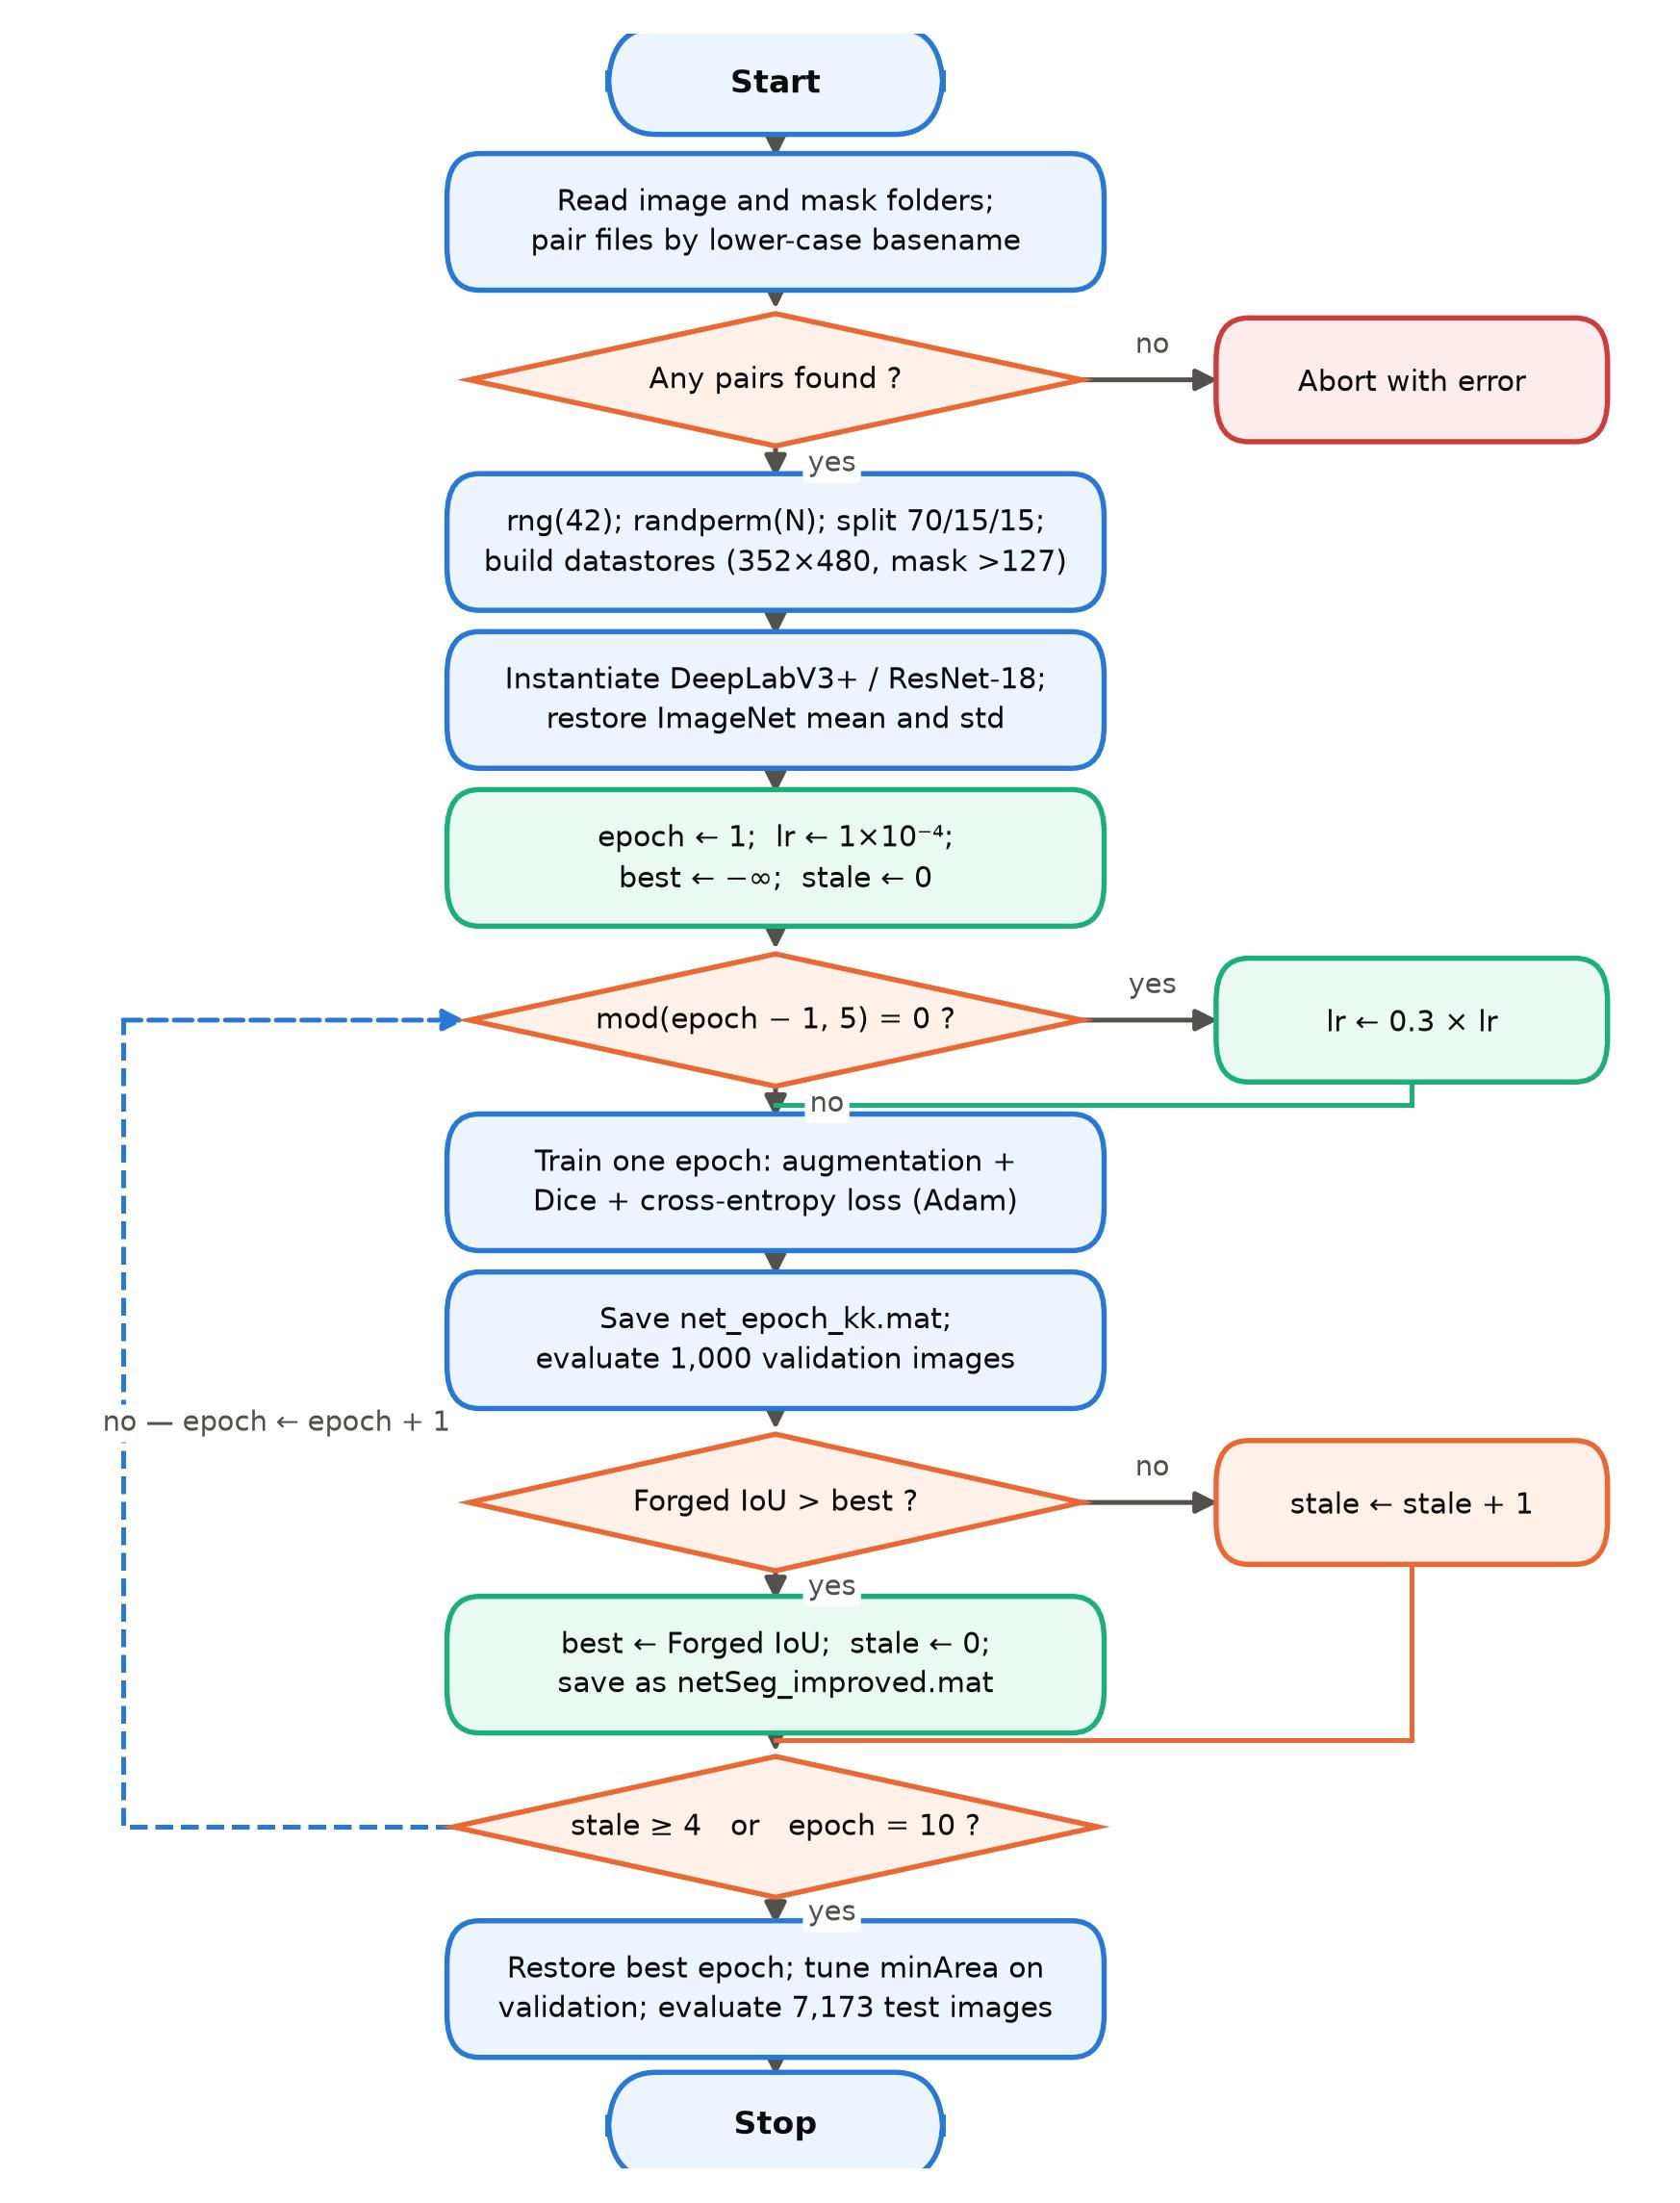 Start
Read image and mask folders;
pair files by lower-case basename
Any pairs found ?
no
Abort with error
yes
rng(42); randperm(N); split 70/15/15;
build datastores (352×480, mask >127)
Instantiate DeepLabV3+ / ResNet-18;
restore ImageNet mean and std
epoch ← 1;  lr ← 1×10⁻⁴;
best ← −∞;  stale ← 0
mod(epoch − 1, 5) = 0 ?
yes
lr ← 0.3 × lr
no
Train one epoch: augmentation +
Dice + cross-entropy loss (Adam)
Save net_epoch_kk.mat;
evaluate 1,000 validation images
no — epoch ← epoch + 1
Forged IoU > best ?
no
stale ← stale + 1
yes
best ← Forged IoU;  stale ← 0;
save as netSeg_improved.mat
stale ≥ 4   or   epoch = 10 ?
yes
Restore best epoch; tune minArea on
validation; evaluate 7,173 test images
Stop